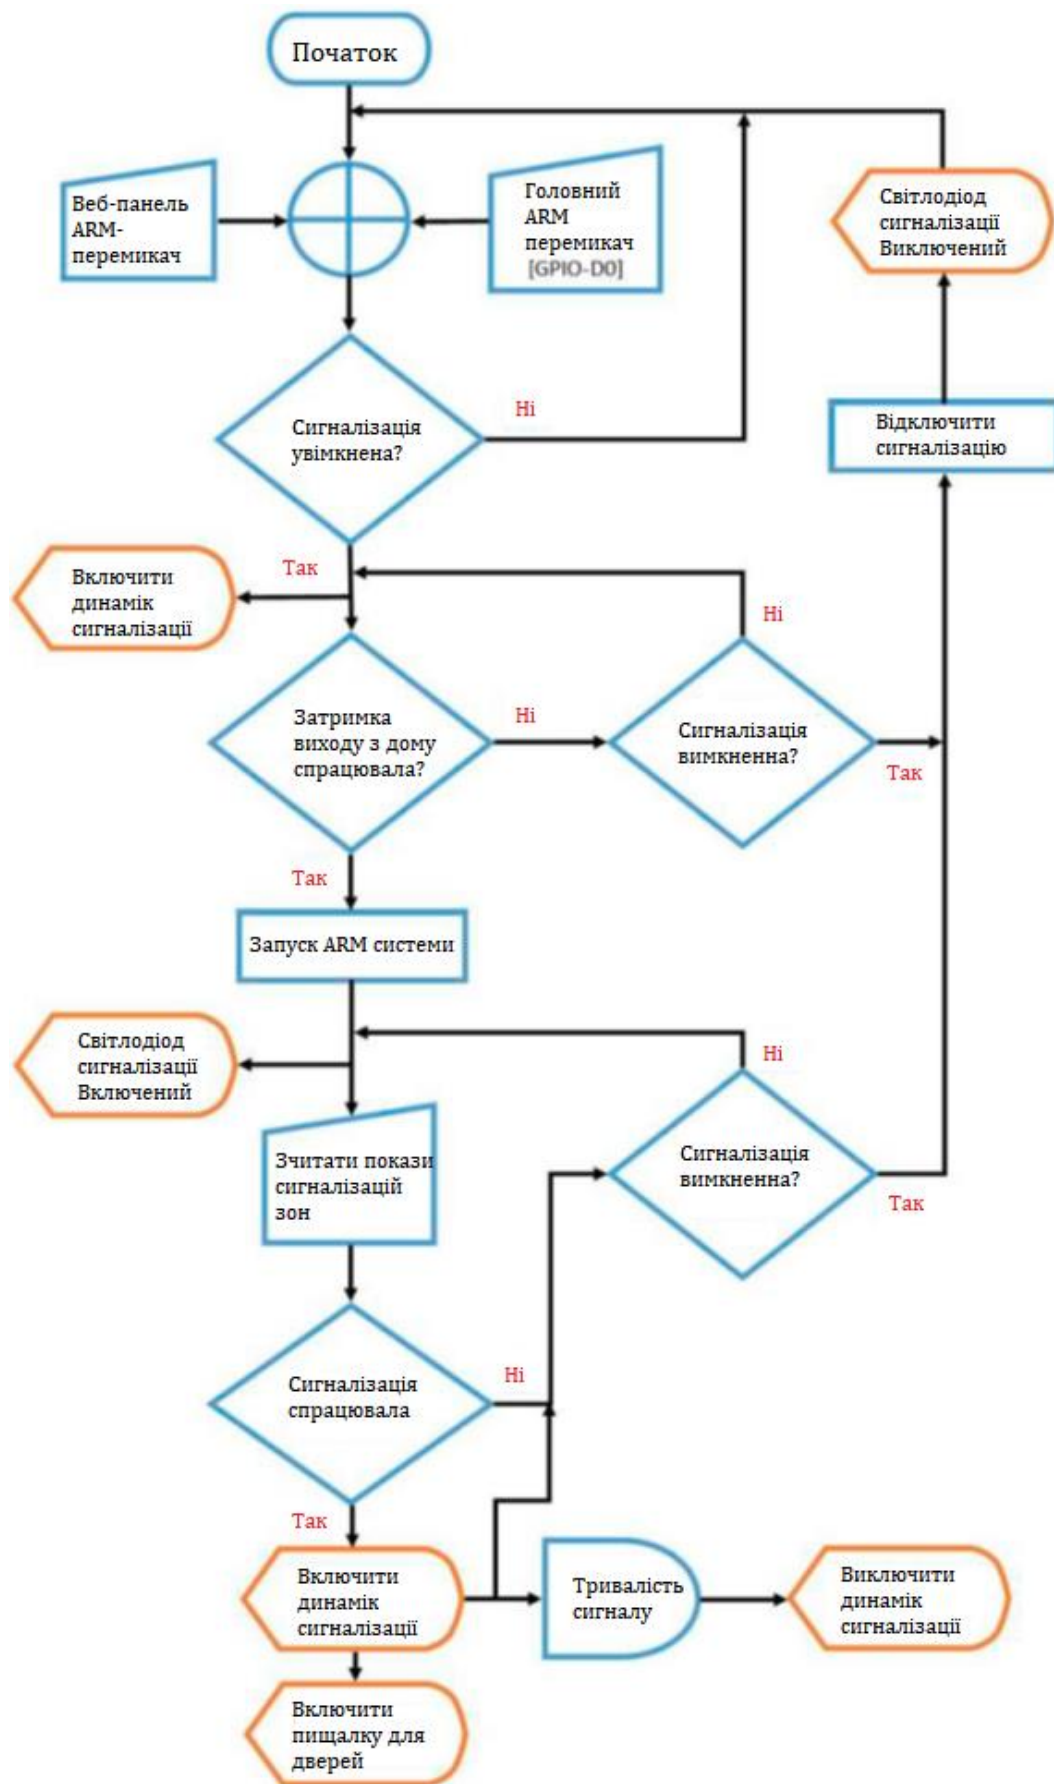 Початок
Веб-панель
ARM-
перемикач
Головний
ARM
перемикач
[GPIO-D0]
Світлодіод
сигналізації
Виключений
Сигналізація
увімкнена?
Ні
Відключити
сигналізацію
Так
Включити
динамік
сигналізації
Ні
Затримка
виходу з дому
спрацювала?
Ні
Сигналізація
вимкненна?
Так
Так
Запуск ARM системи
Світлодіод
сигналізації
Включений
Ні
Зчитати покази
сигналізацій
зон
Сигналізація
вимкненна?
Так
Сигналізація
спрацювала
Ні
Так
Включити
динамік
сигналізації
Тривалість
сигналу
Виключити
динамік
сигналізації
Включити
пищалку для
дверей